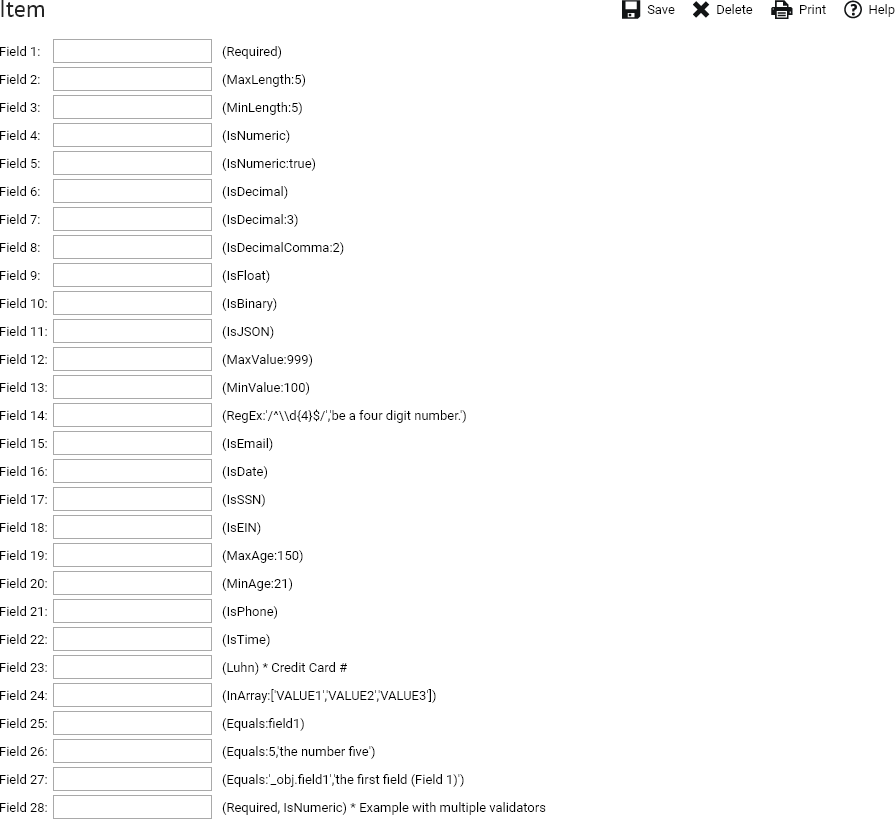 Item Save Delete Print Help
Field 1: (Required)
Field 2: (MaxLength:5)
Field 3: (MinLength:5)
Field 4: (IsNumeric)
Field 5: (IsNumeric:true)
Field 6: (IsDecimal)
Field 7: (IsDecimal:3)
Field 8: (IsDecimalComma:2)
Field 9: (IsFloat)
Field 10: (IsBinary)
Field 11: (IsJSON)
Field 12: (MaxValue:999)
Field 13: (MinValue:100)
Field 14: (RegEx:'/^\\d{4}$/','be a four digit number.')
Field 15: (IsEmail)
Field 16: (IsDate)
Field 17: (IsSSN)
Field 18: (IsEIN)
Field 19: (MaxAge:150)
Field 20: (MinAge:21)
Field 21: (IsPhone)
Field 22: (IsTime)
Field 23: (Luhn) * Credit Card #
Field 24: (InArray:['VALUE1','VALUE2','VALUE3'])
Field 25: (Equals:field1)
Field 26: (Equals:5,'the number five')
Field 27: (Equals:'_obj.field1','the first field (Field 1)')
Field 28: (Required, IsNumeric) * Example with multiple validators